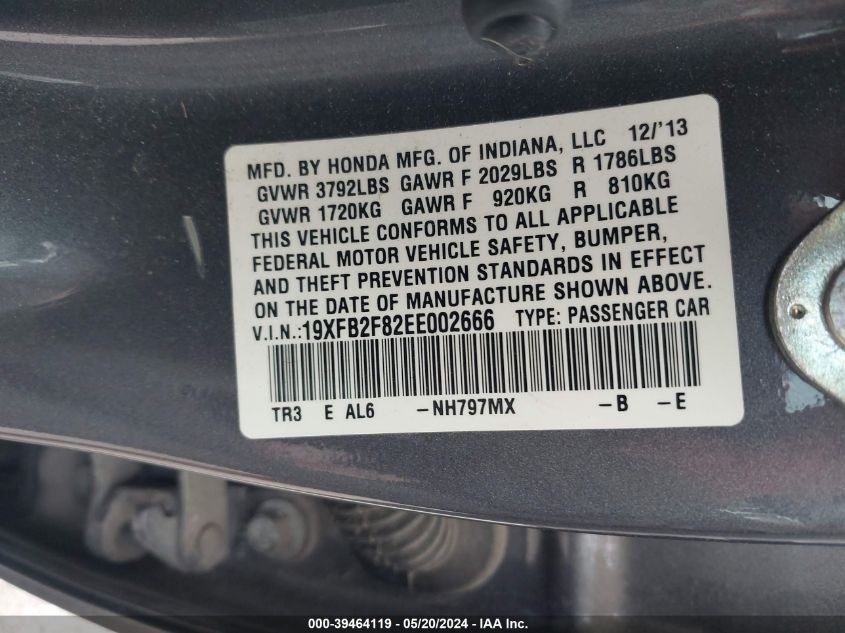 MFD. BY HONDA MFG. OF INDIANA, LLC 12/'13
GVWR 3792LBS GAWR F 2029LBS R 1786LBS
GVWR 1720KG GAWR F 920KG R 810KG
THIS VEHICLE CONFORMS TO ALL APPLICABLE
FEDERAL MOTOR VEHICLE SAFETY, BUMPER,
AND THEFT PREVENTION STANDARDS IN EFFECT
ON THE DATE OF MANUFACTURE SHOWN ABOVE.
V.I.N.:19XFB2F82EE002666 TYPE: PASSENGER CAR
TR3 E AL6 -NH797MX -B -E
000-39464119 - 05/20/2024 - IAA Inc.